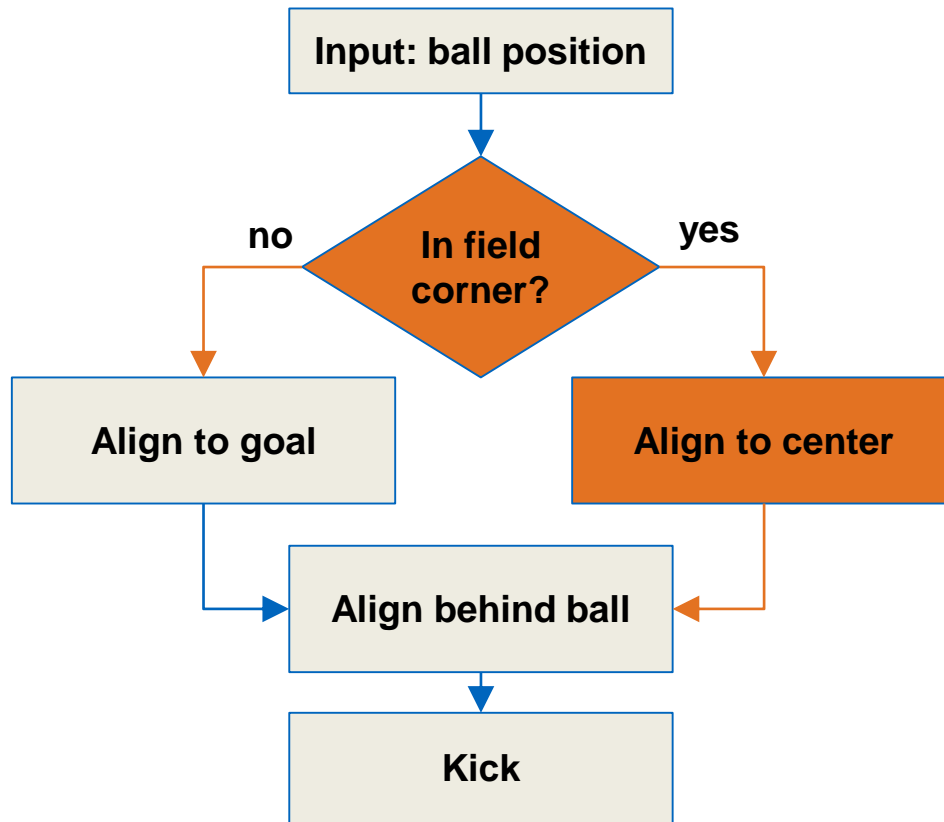 Input: ball position
no
yes
In field
corner?
Align to goal
Align to center
Align behind ball
Kick